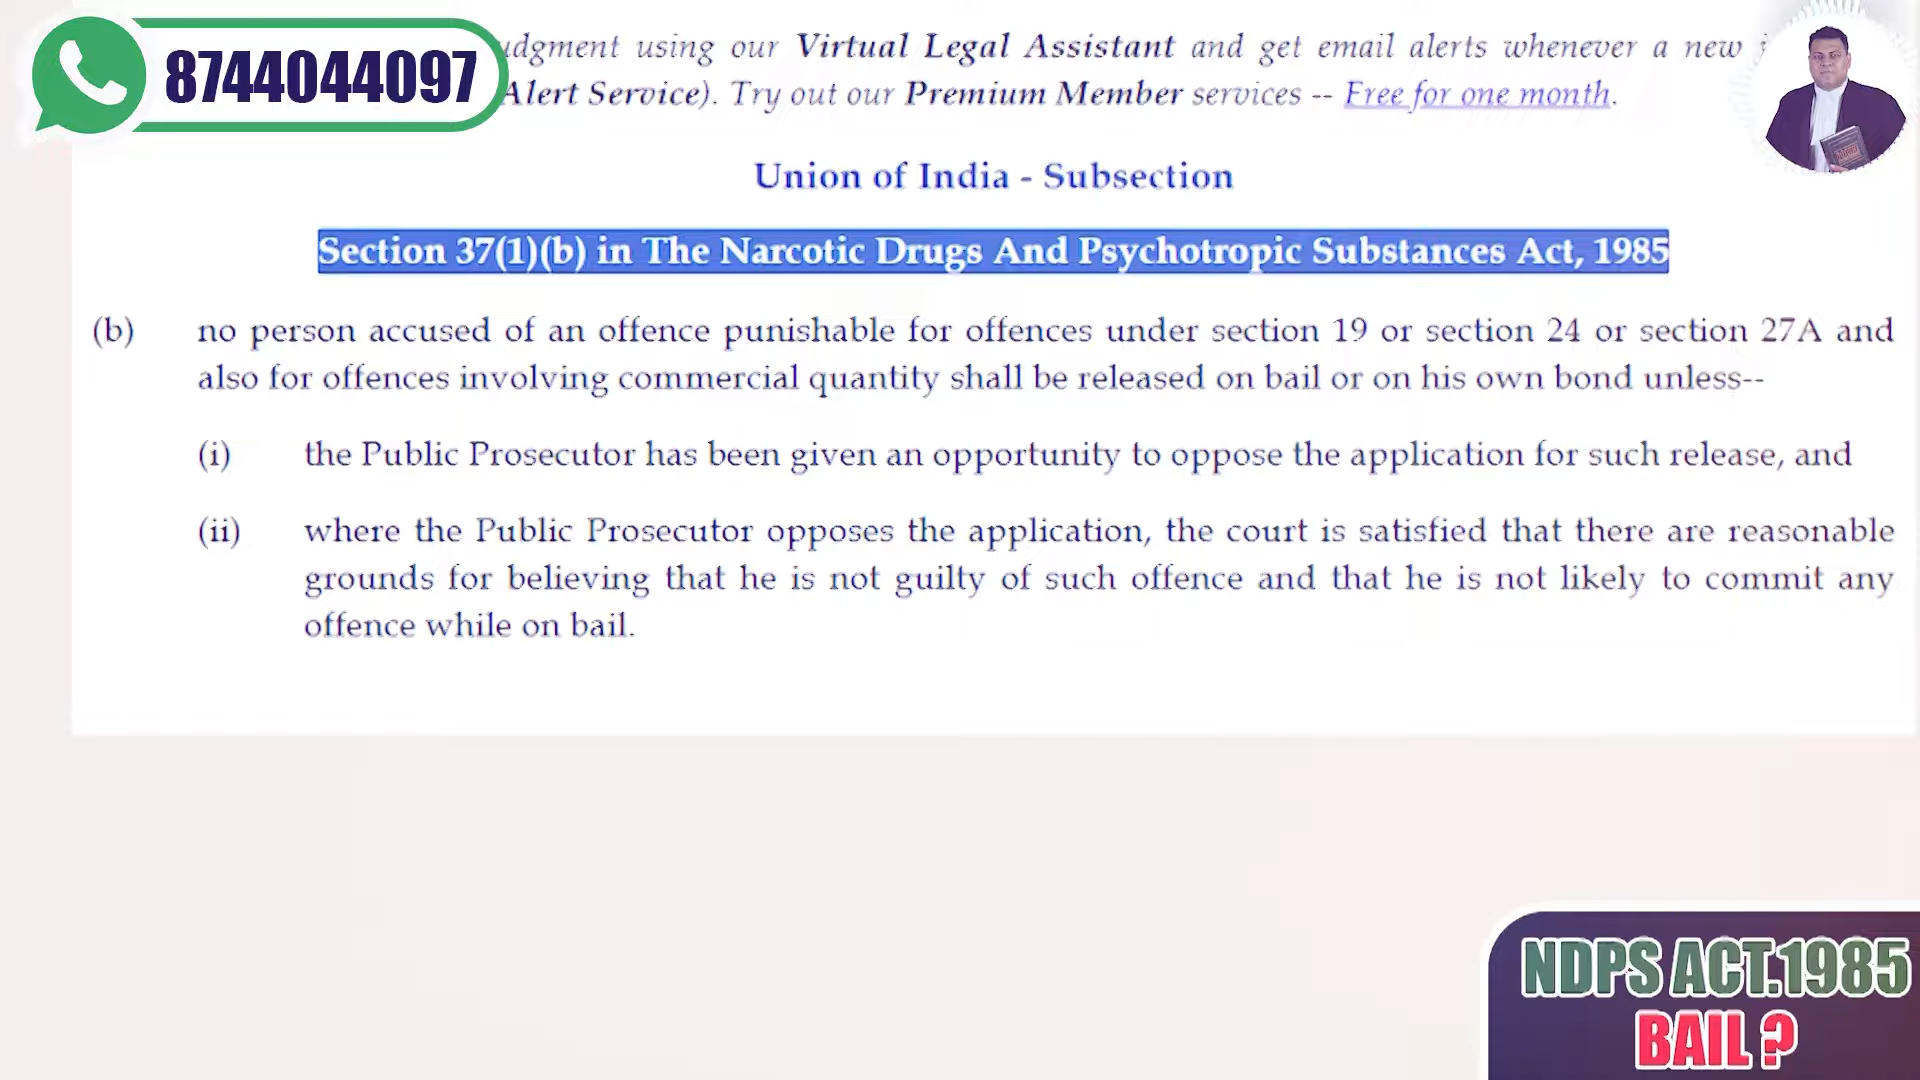 8744044097
udgment using our Virtual Legal Assistant and get email alerts whenever a new
Alert Service). Try out our Premium Member services -- Free for one month.
Union of India - Subsection
Section 37(1)(b) in The Narcotic Drugs And Psychotropic Substances Act, 1985
(b) no person accused of an offence punishable for offences under section 19 or section 24 or section 27A and
also for offences involving commercial quantity shall be released on bail or on his own bond unless--
(i) the Public Prosecutor has been given an opportunity to oppose the application for such release, and
(ii) where the Public Prosecutor opposes the application, the court is satisfied that there are reasonable
grounds for believing that he is not guilty of such offence and that he is not likely to commit any
offence while on bail.
NDPS ACT.1985
BAIL ?